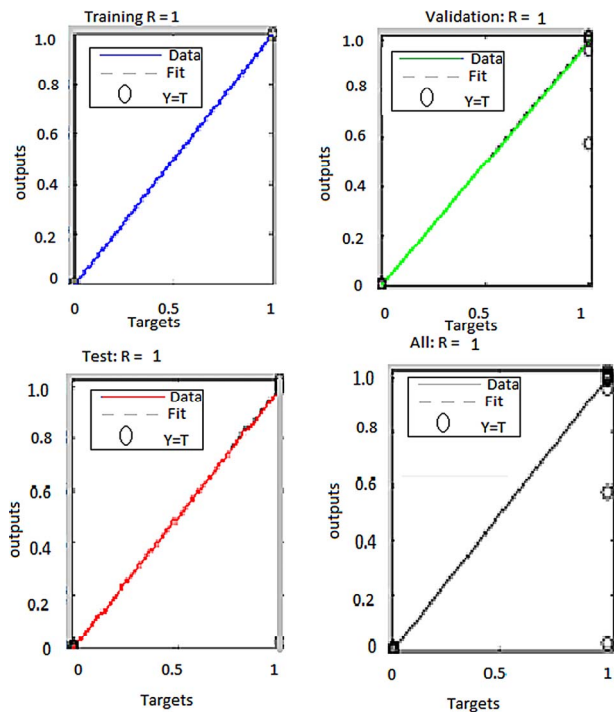 Training R = 1
1.0
0.8
0.6
0.4
0.2
0
outputs
Data
Fit
Y=T
0
0.5
1
Targets
Validation: R = 1
1.0
0.8
0.6
0.4
0.2
0
outputs
Data
Fit
Y=T
0
0.5
1
Targets
Test: R = 1
1.0
0.8
0.6
0.4
0.2
0
outputs
Data
Fit
Y=T
0
0.5
1
Targets
All: R = 1
1.0
0.8
0.6
0.4
0.2
0
outputs
Data
Fit
Y=T
0
0.5
1
Targets